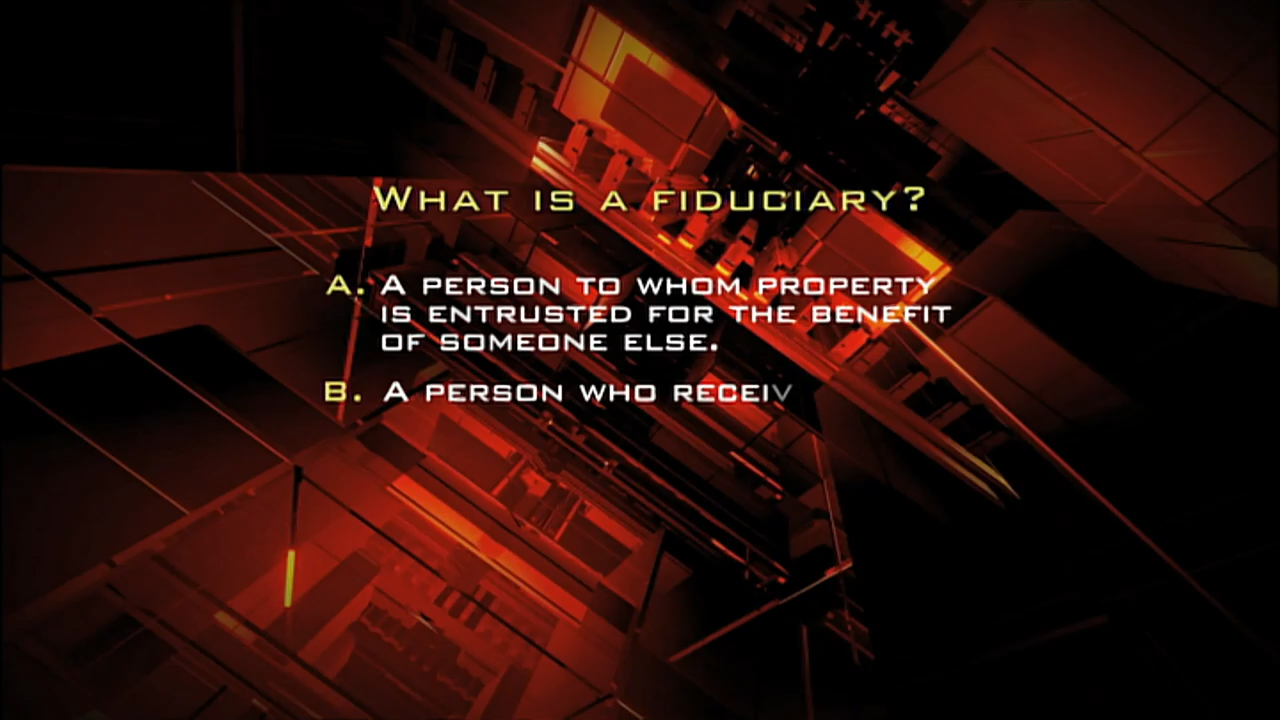 WHAT IS A FIDUCIARY?
A. A PERSON TO WHOM PROPERTY
IS ENTRUSTED FOR THE BENEFIT
OF SOMEONE ELSE.
B. A PERSON WHO RECEIV